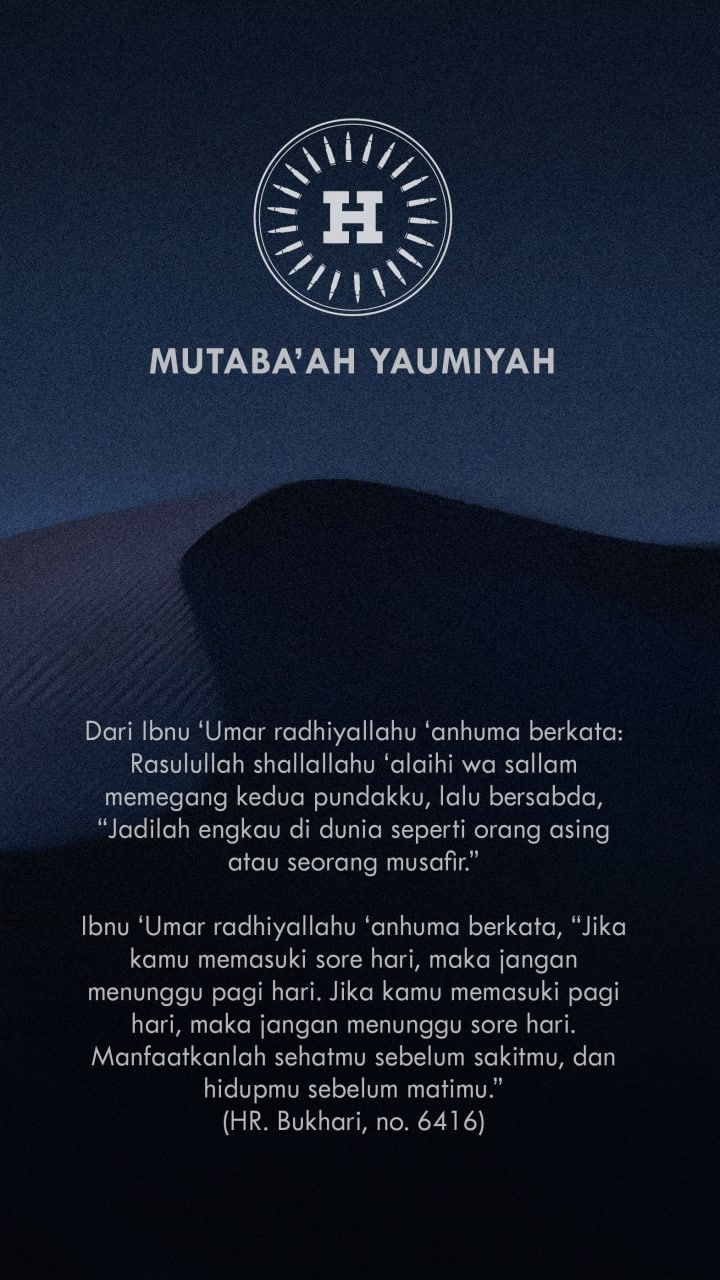 H
MUTABA’AH YAUMIYAH
Dari Ibnu ‘Umar radhiyallahu ‘anhuma berkata:
Rasulullah shallallahu ‘alaihi wa sallam
memegang kedua pundakku, lalu bersabda,
“Jadilah engkau di dunia seperti orang asing
atau seorang musafir.”
Ibnu ‘Umar radhiyallahu ‘anhuma berkata, “Jika
kamu memasuki sore hari, maka jangan
menunggu pagi hari. Jika kamu memasuki pagi
hari, maka jangan menunggu sore hari.
Manfaatkanlah sehatmu sebelum sakitmu, dan
hidupmu sebelum matimu.”
(HR. Bukhari, no. 6416)